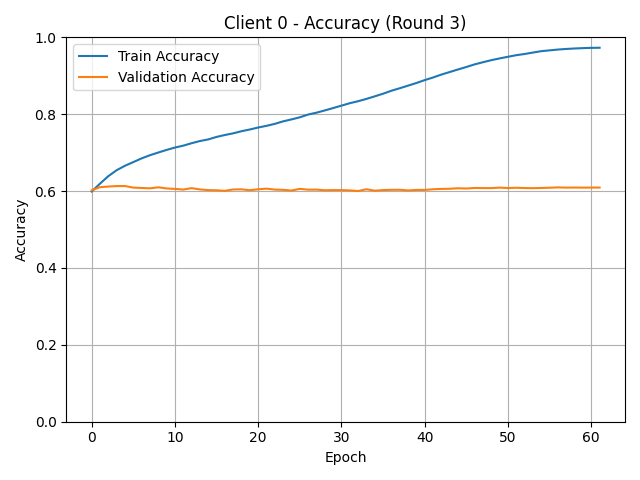 Client 0 - Accuracy (Round 3)
Train Accuracy
Validation Accuracy
1.0
0.8
0.6
0.4
0.2
0.0
Accuracy
0 10 20 30 40 50 60
Epoch